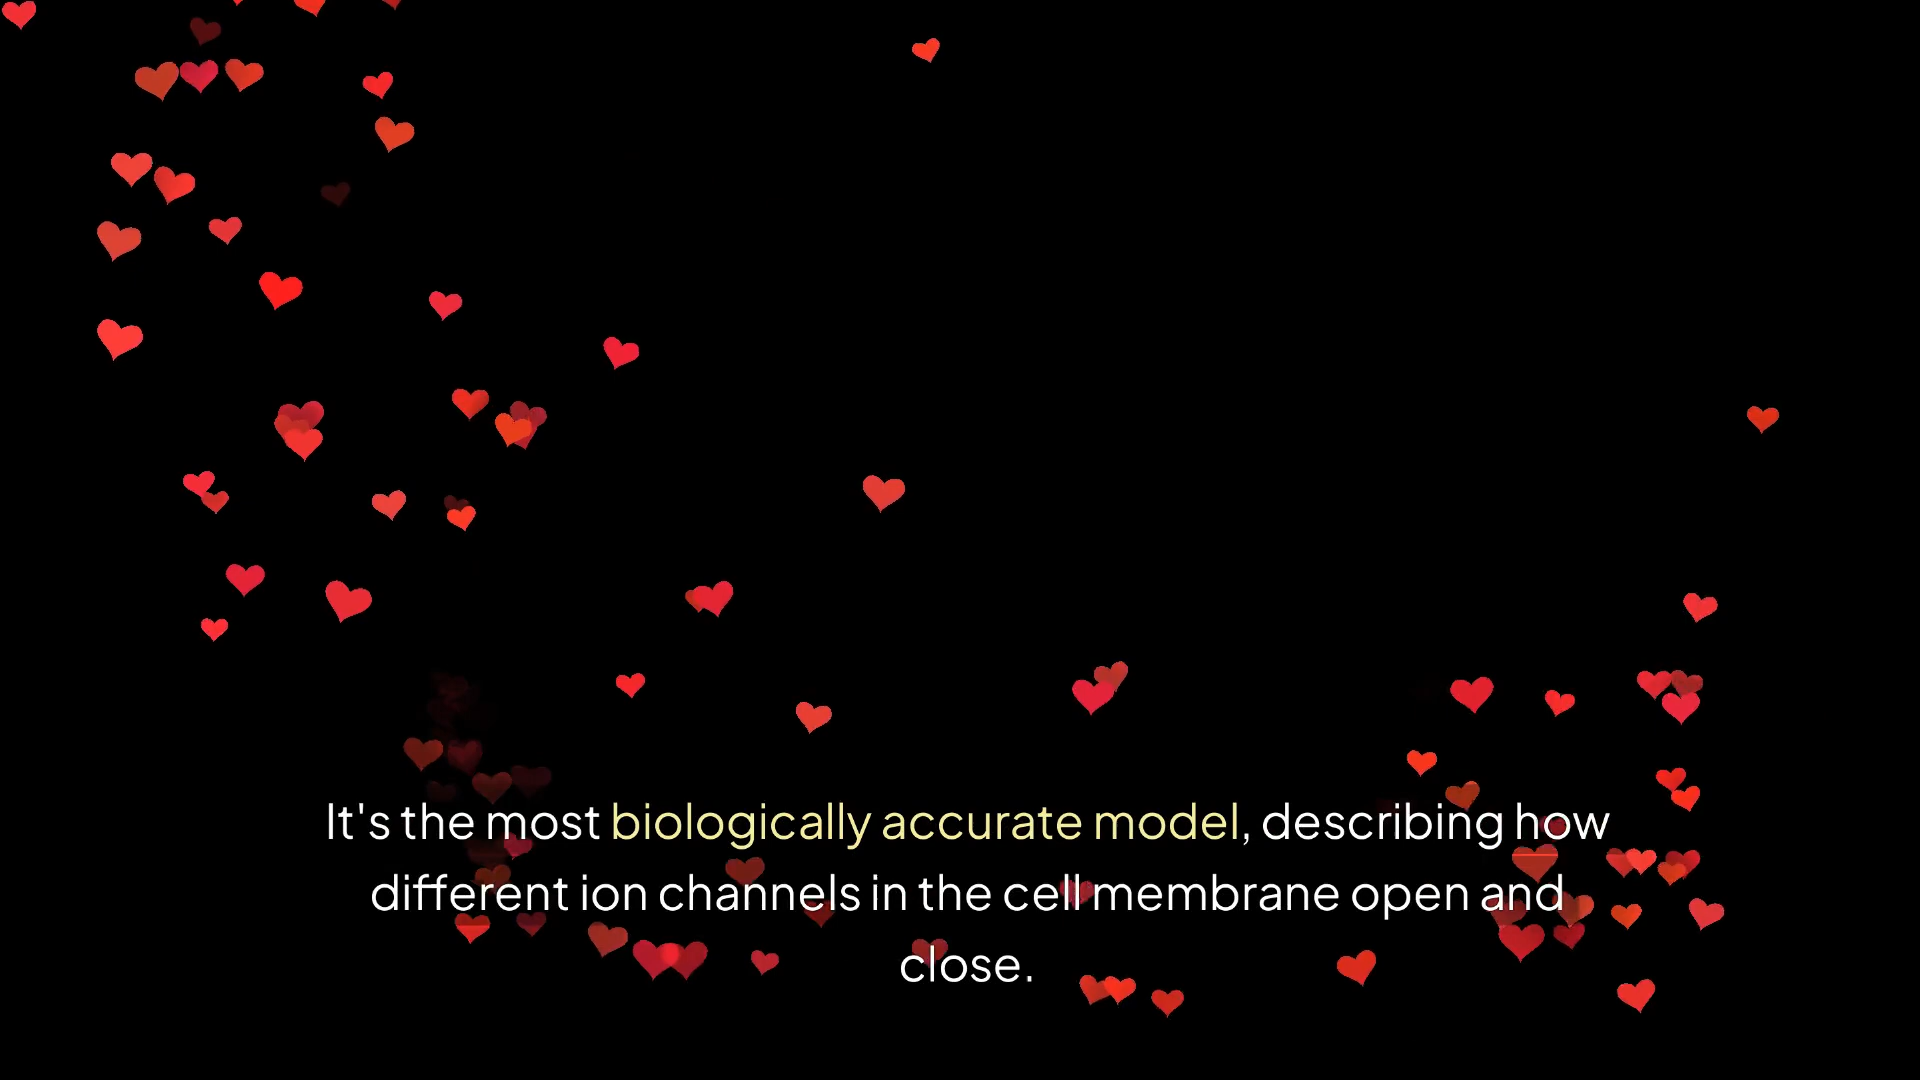 It's the most biologically accurate model, describing how
different ion channels in the cell membrane open and
close.